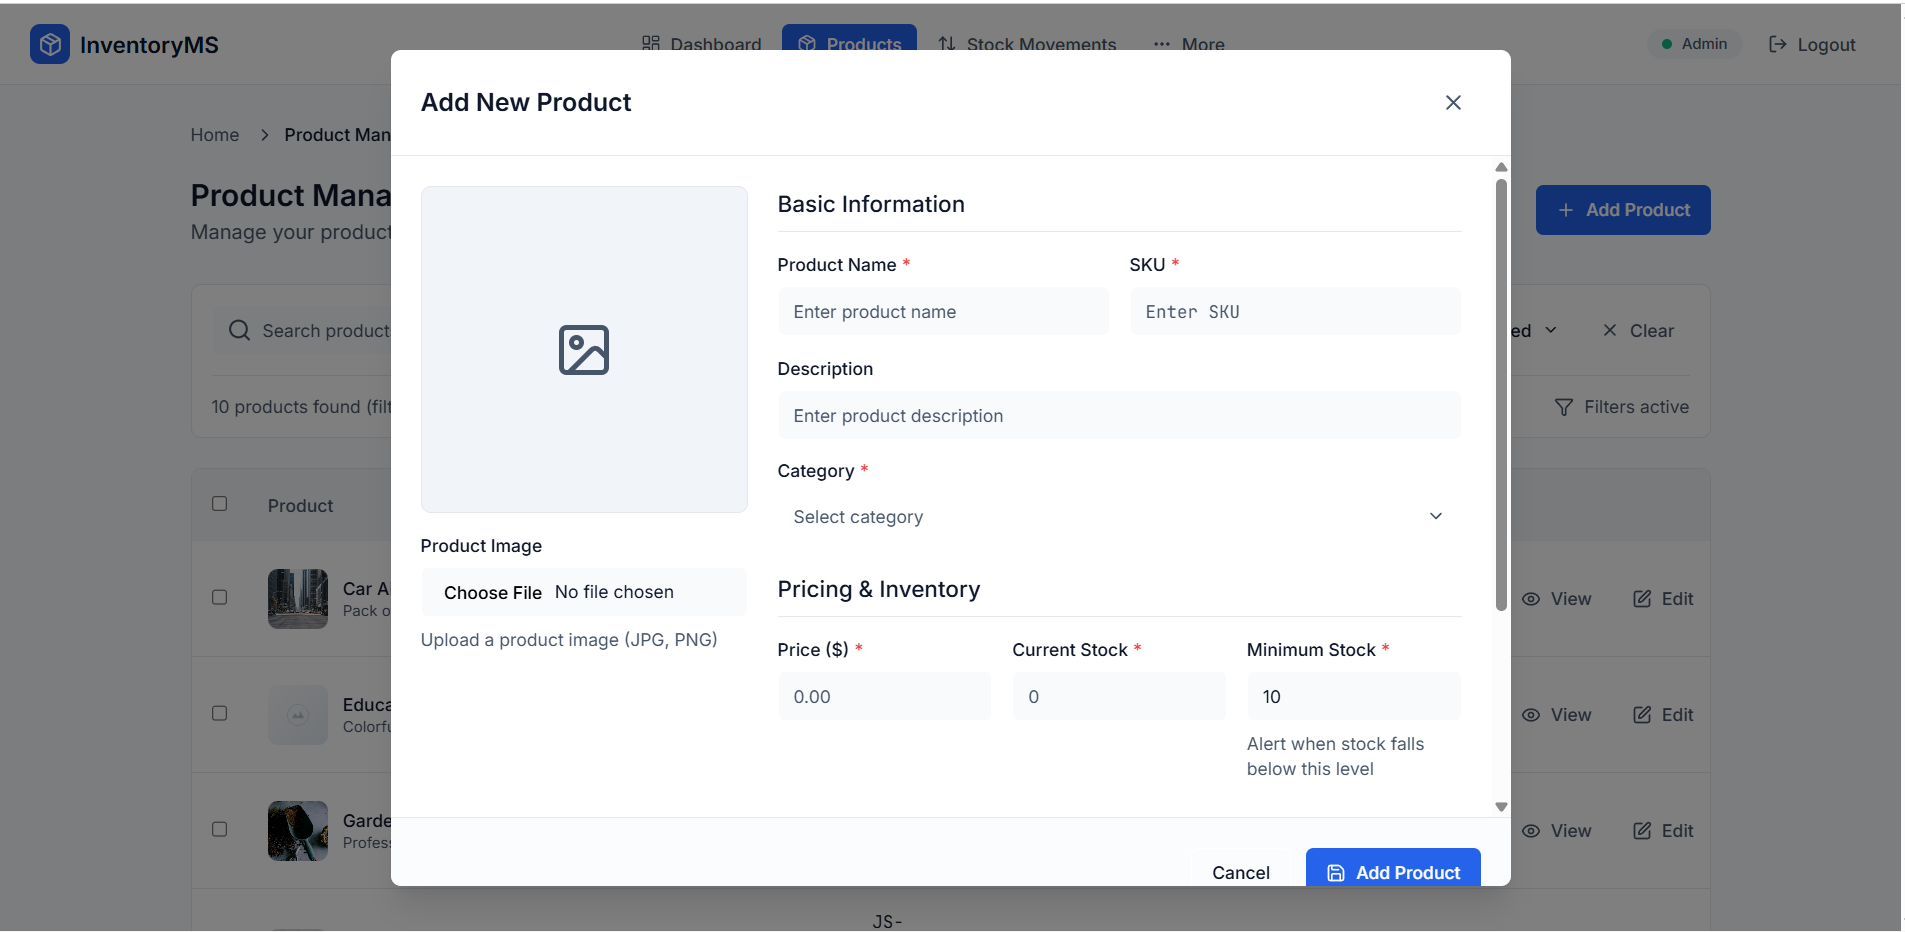 InventoryMS
Dashboard
Products
Stock Movements
More
Admin
Logout
Add New Product
Home
Product Man
Product Mana
Manage your product
Add Product
Search product
ed
Clear
10 products found (filt
Filters active
Product
Car A
Pack o
View
Edit
Educa
Colorfu
View
Edit
Garde
Profes
View
Edit
JS-
Product Image
Choose File No file chosen
Upload a product image (JPG, PNG)
Basic Information
Product Name *
SKU *
Enter product name
Enter SKU
Description
Enter product description
Category *
Select category
Pricing & Inventory
Price ($) *
Current Stock *
Minimum Stock *
0.00
0
10
Alert when stock falls
below this level
Cancel
Add Product